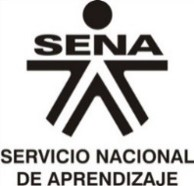 SENA
SERVICIO NACIONAL
DE APRENDIZAJE